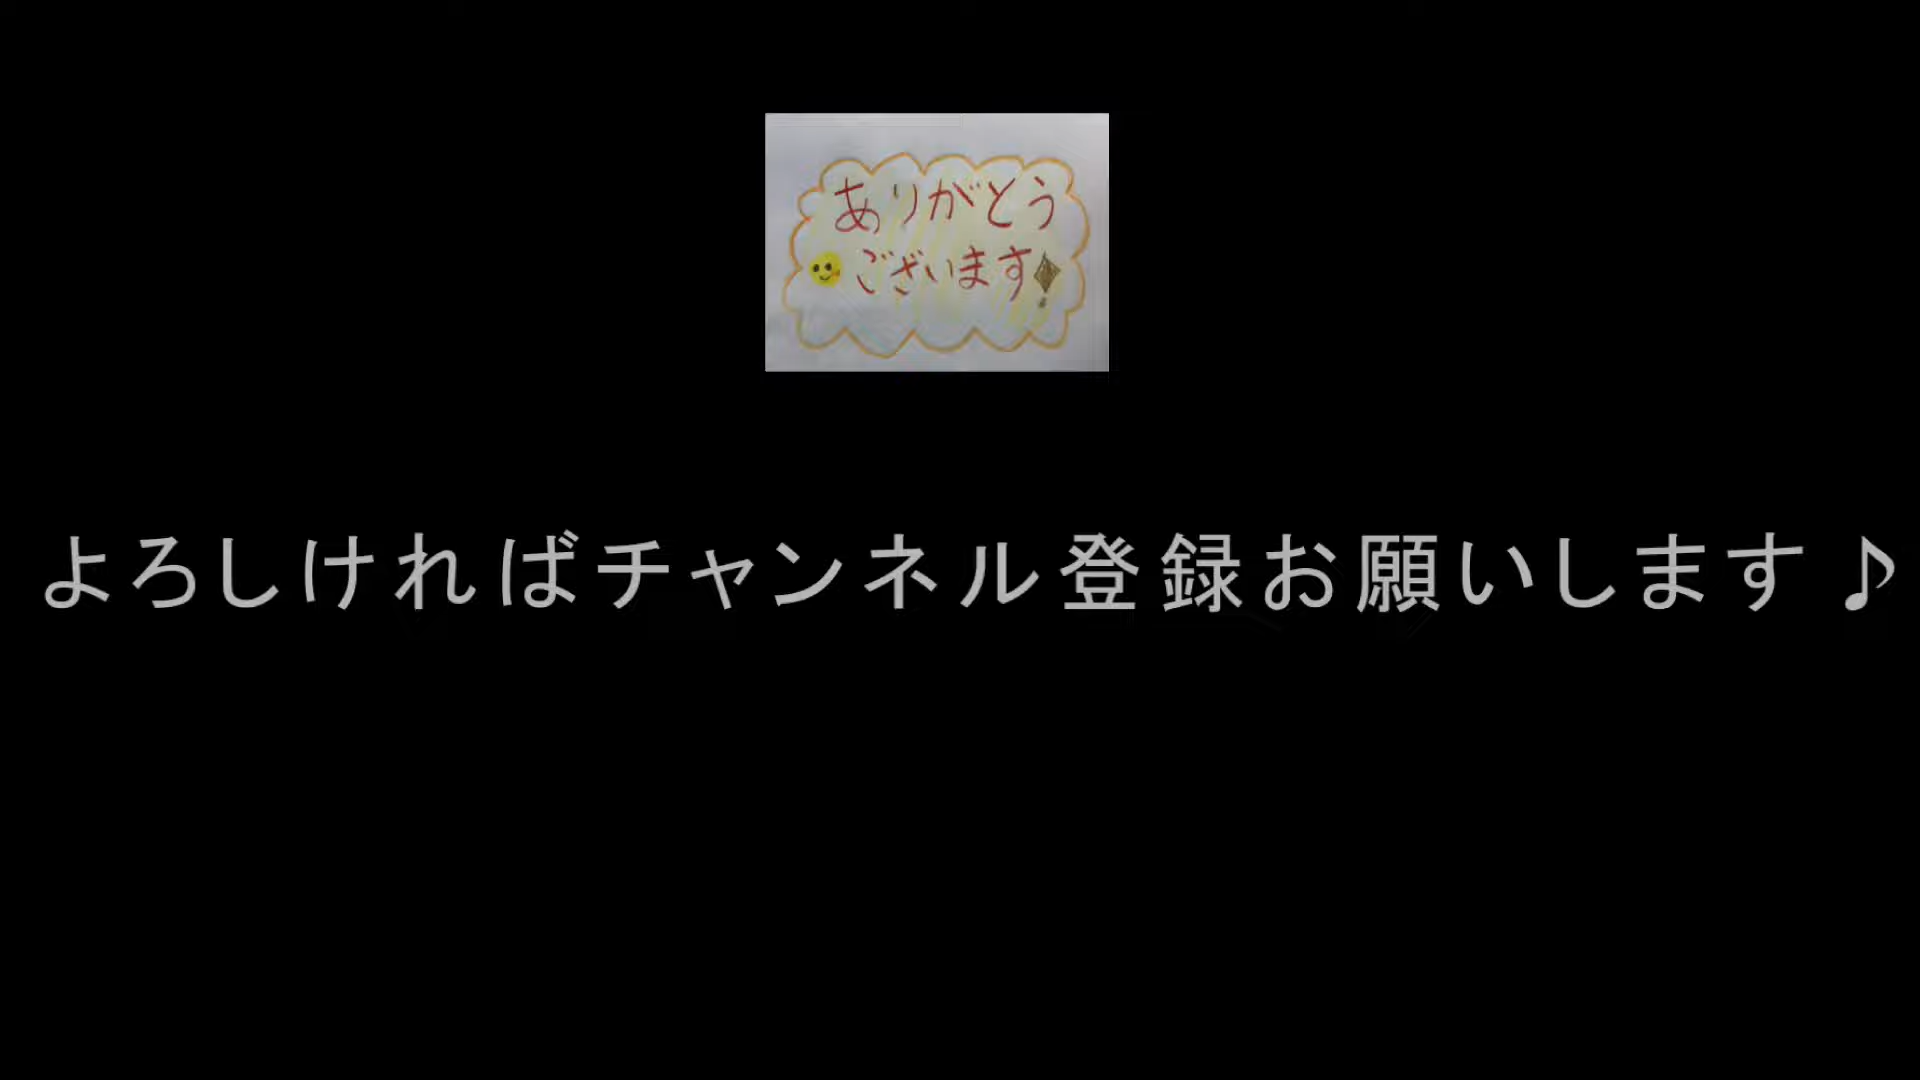 ありがとう
ございます
よろしければチャンネル登録お願いします♪